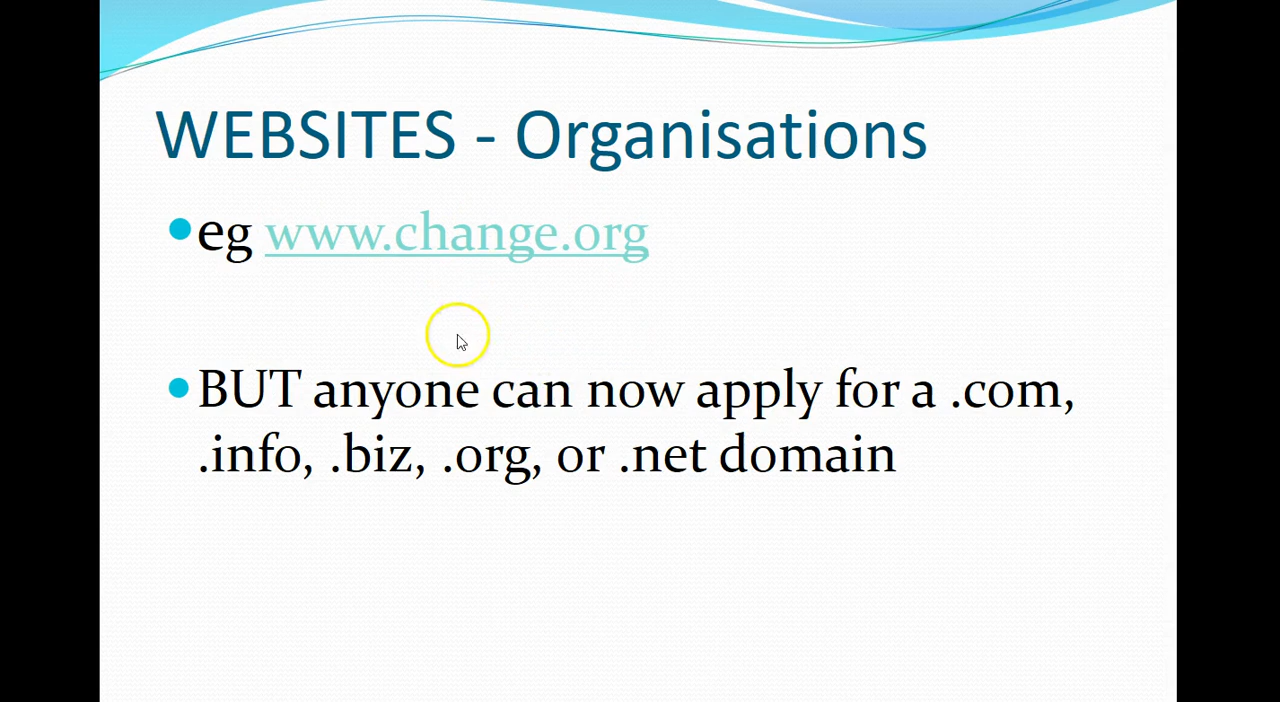 WEBSITES - Organisations
eg www.change.org
BUT anyone can now apply for a .com,
.info, .biz, .org, or .net domain